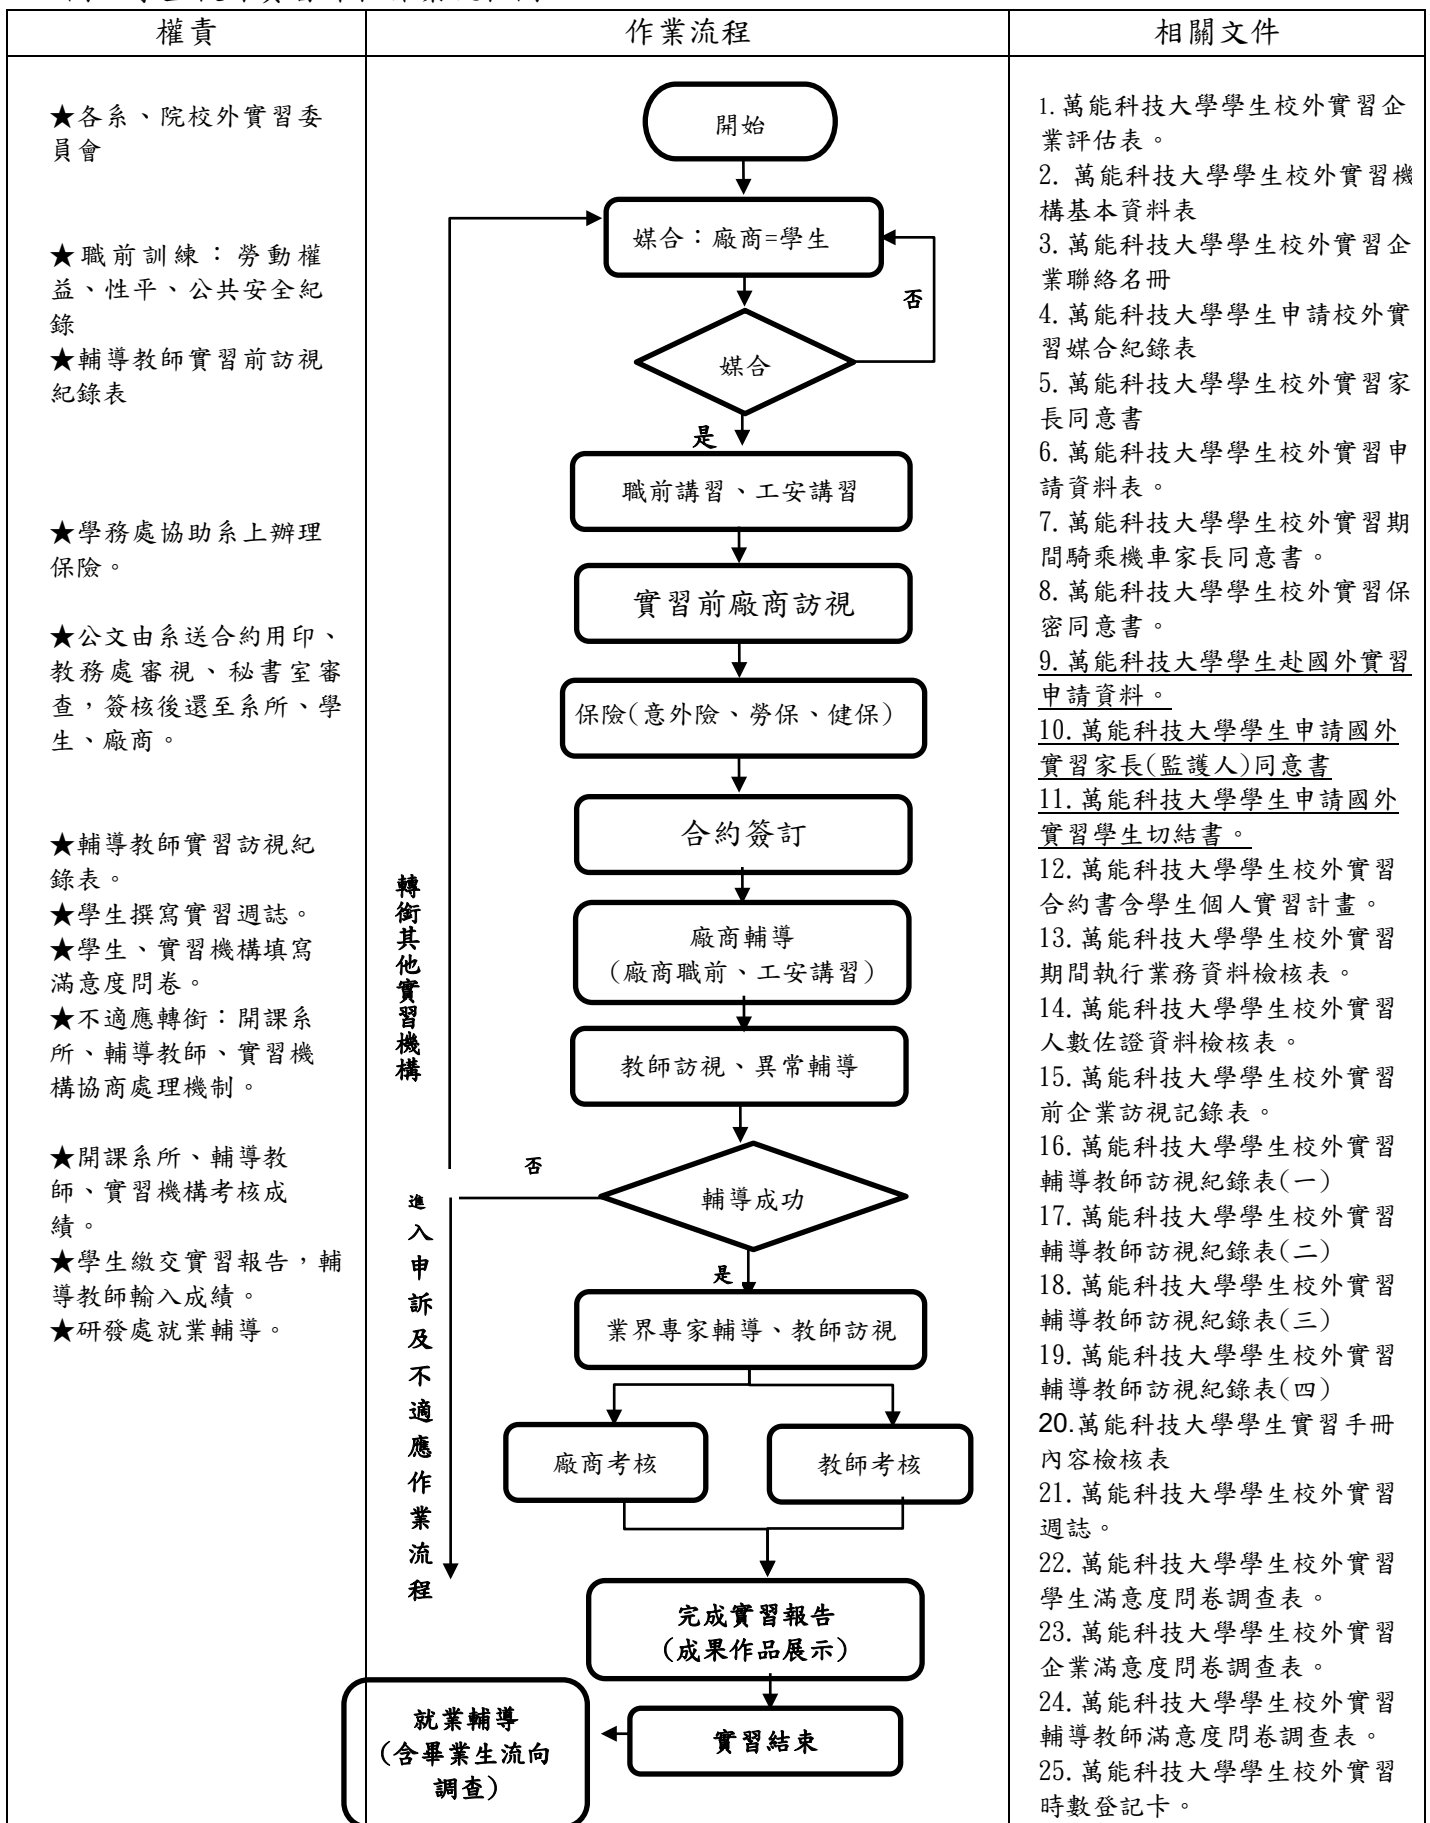 權責
作業流程
相關文件
★各系、院校外實習委
員會
★職前訓練：勞動權
益、性平、公共安全紀
錄
★輔導教師實習前訪視
紀錄表
★學務處協助系上辦理
保險。
★公文由系送合約用印、
教務處審視、秘書室審
查，簽核後還至系所、學
生、廠商。
★輔導教師實習訪視紀
錄表。
★學生撰寫實習週誌。
★學生、實習機構填寫
滿意度問卷。
★不適應轉銜：開課系
所、輔導教師、實習機
構協商處理機制。
★開課系所、輔導教
師、實習機構考核成
績。
★學生繳交實習報告，輔
導教師輸入成績。
★研發處就業輔導。
開始
媒合：廠商=學生
否
媒合
是
職前講習、工安講習
實習前廠商訪視
保險(意外險、勞保、健保)
合約簽訂
廠商輔導
(廠商職前、工安講習)
教師訪視、異常輔導
轉銜其他實習機構
否
輔導成功
進入申訴及不適應作業流程
是
業界專家輔導、教師訪視
廠商考核
教師考核
完成實習報告
(成果作品展示)
實習結束
就業輔導
(含畢業生流向
調查)
1.萬能科技大學學生校外實習企
業評估表。
2. 萬能科技大學學生校外實習機
構基本資料表
3.萬能科技大學學生校外實習企
業聯絡名冊
4.萬能科技大學學生申請校外實
習媒合紀錄表
5.萬能科技大學學生校外實習家
長同意書
6.萬能科技大學學生校外實習申
請資料表。
7.萬能科技大學學生校外實習期
間騎乘機車家長同意書。
8.萬能科技大學學生校外實習保
密同意書。
9.萬能科技大學學生赴國外實習
申請資料。
10.萬能科技大學學生申請國外
實習家長(監護人)同意書
11.萬能科技大學學生申請國外
實習學生切結書。
12.萬能科技大學學生校外實習
合約書含學生個人實習計畫。
13.萬能科技大學學生校外實習
期間執行業務資料檢核表。
14.萬能科技大學學生校外實習
人數佐證資料檢核表。
15.萬能科技大學學生校外實習
前企業訪視記錄表。
16.萬能科技大學學生校外實習
輔導教師訪視紀錄表(一)
17.萬能科技大學學生校外實習
輔導教師訪視紀錄表(二)
18.萬能科技大學學生校外實習
輔導教師訪視紀錄表(三)
19.萬能科技大學學生校外實習
輔導教師訪視紀錄表(四)
20.萬能科技大學學生實習手冊
內容檢核表
21.萬能科技大學學生校外實習
週誌。
22.萬能科技大學學生校外實習
學生滿意度問卷調查表。
23.萬能科技大學學生校外實習
企業滿意度問卷調查表。
24.萬能科技大學學生校外實習
輔導教師滿意度問卷調查表。
25.萬能科技大學學生校外實習
時數登記卡。